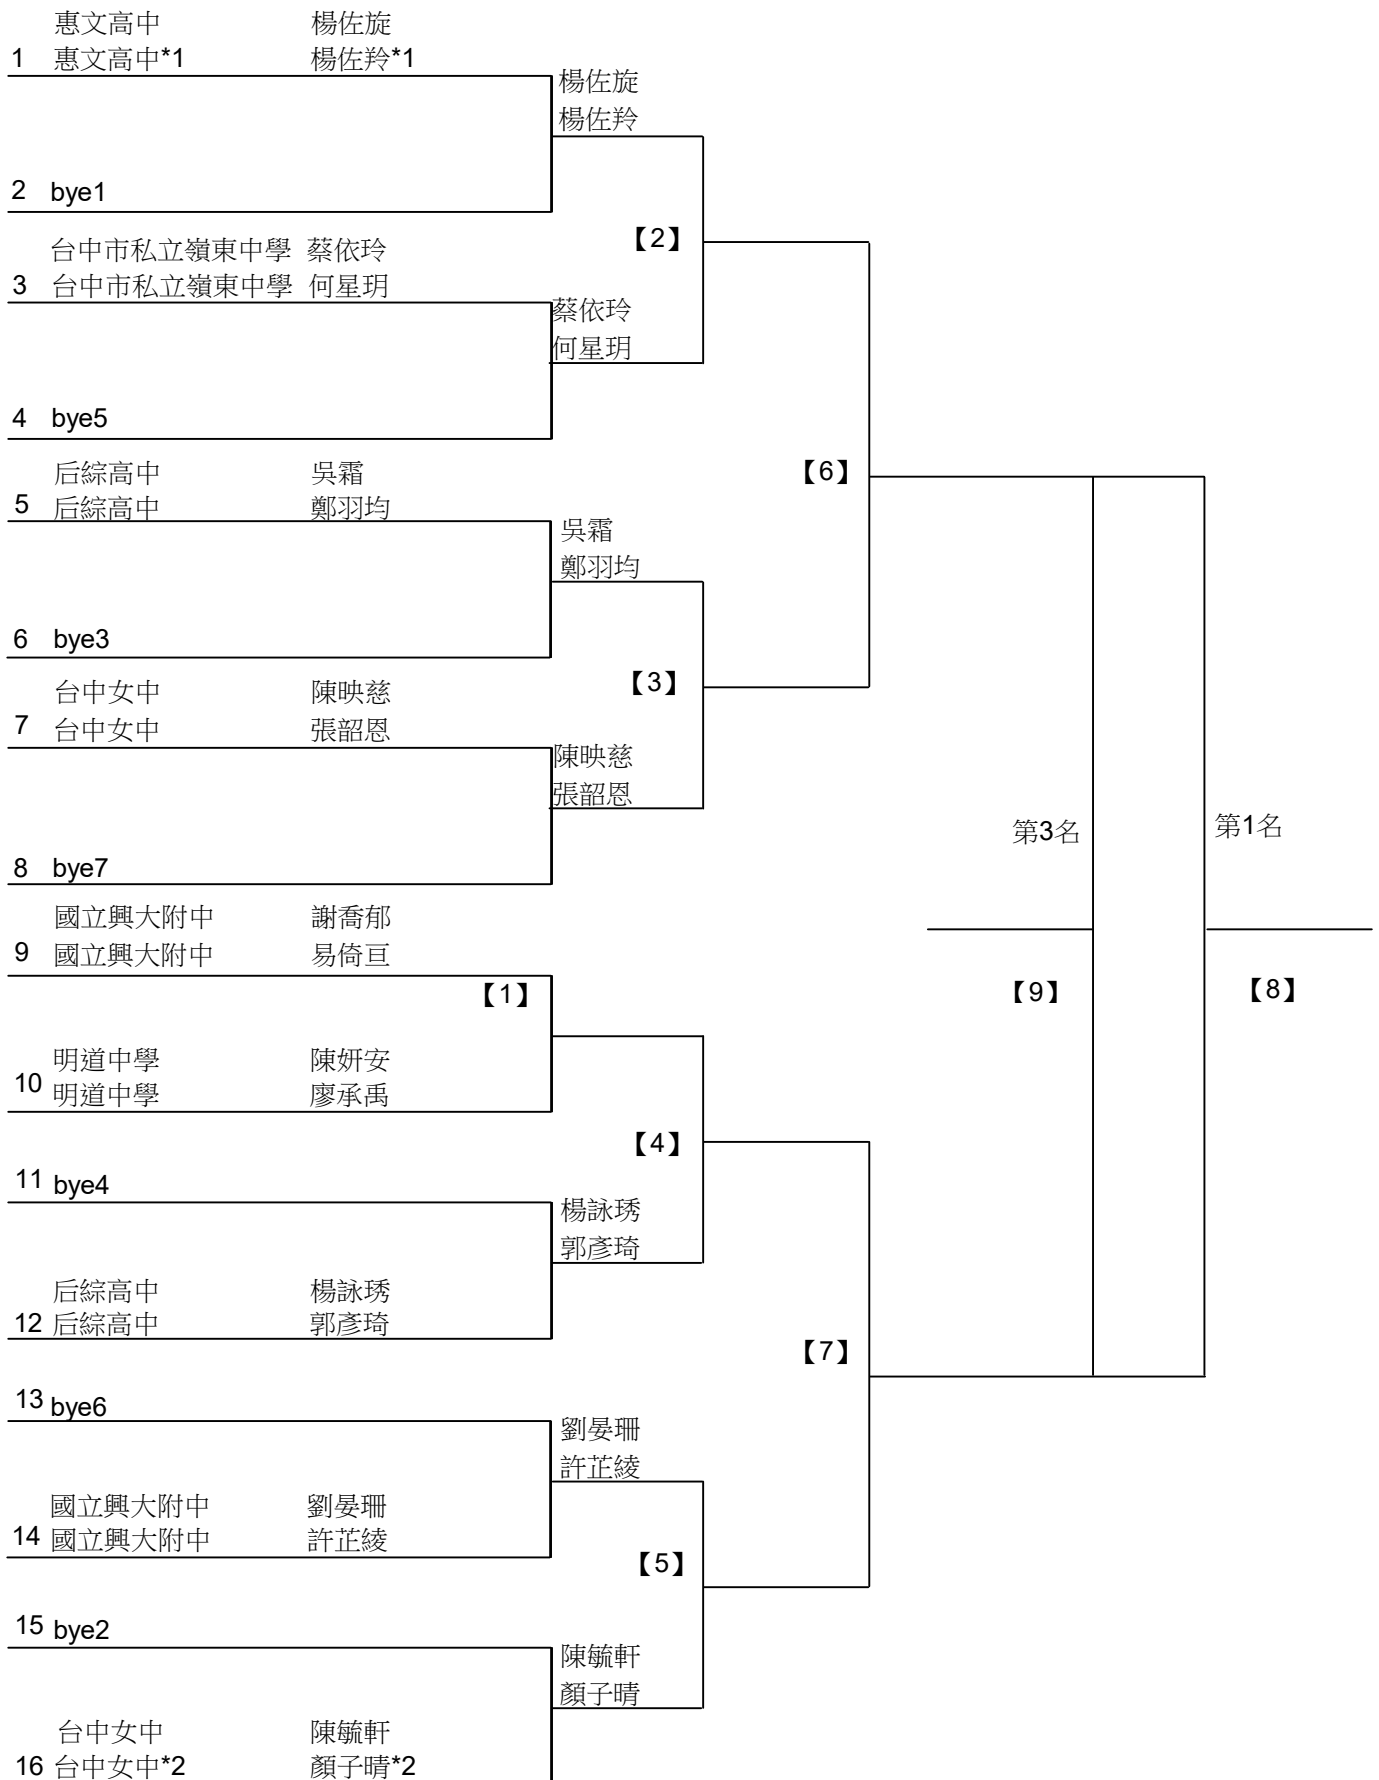 惠文高中 楊佐旋
1 惠文高中*1 楊佐羚*1
楊佐旋
楊佐羚
2 bye1
【2】
台中市私立嶺東中學 蔡依玲
3 台中市私立嶺東中學 何星玥
蔡依玲
何星玥
4 bye5
【6】
后綜高中 吳霜
5 后綜高中 鄭羽均
吳霜
鄭羽均
6 bye3
【3】
台中女中 陳映慈
7 台中女中 張韶恩
陳映慈
張韶恩
第3名 第1名
8 bye7
國立興大附中 謝喬郁
9 國立興大附中 易倚亘
【1】
【9】 【8】
明道中學 陳妍安
10 明道中學 廖承禹
【4】
11 bye4
楊詠琇
郭彥琦
后綜高中 楊詠琇
12 后綜高中 郭彥琦
【7】
13 bye6
劉晏珊
許芷綾
國立興大附中 劉晏珊
14 國立興大附中 許芷綾
【5】
15 bye2
陳毓軒
顏子晴
台中女中 陳毓軒
16 台中女中*2 顏子晴*2